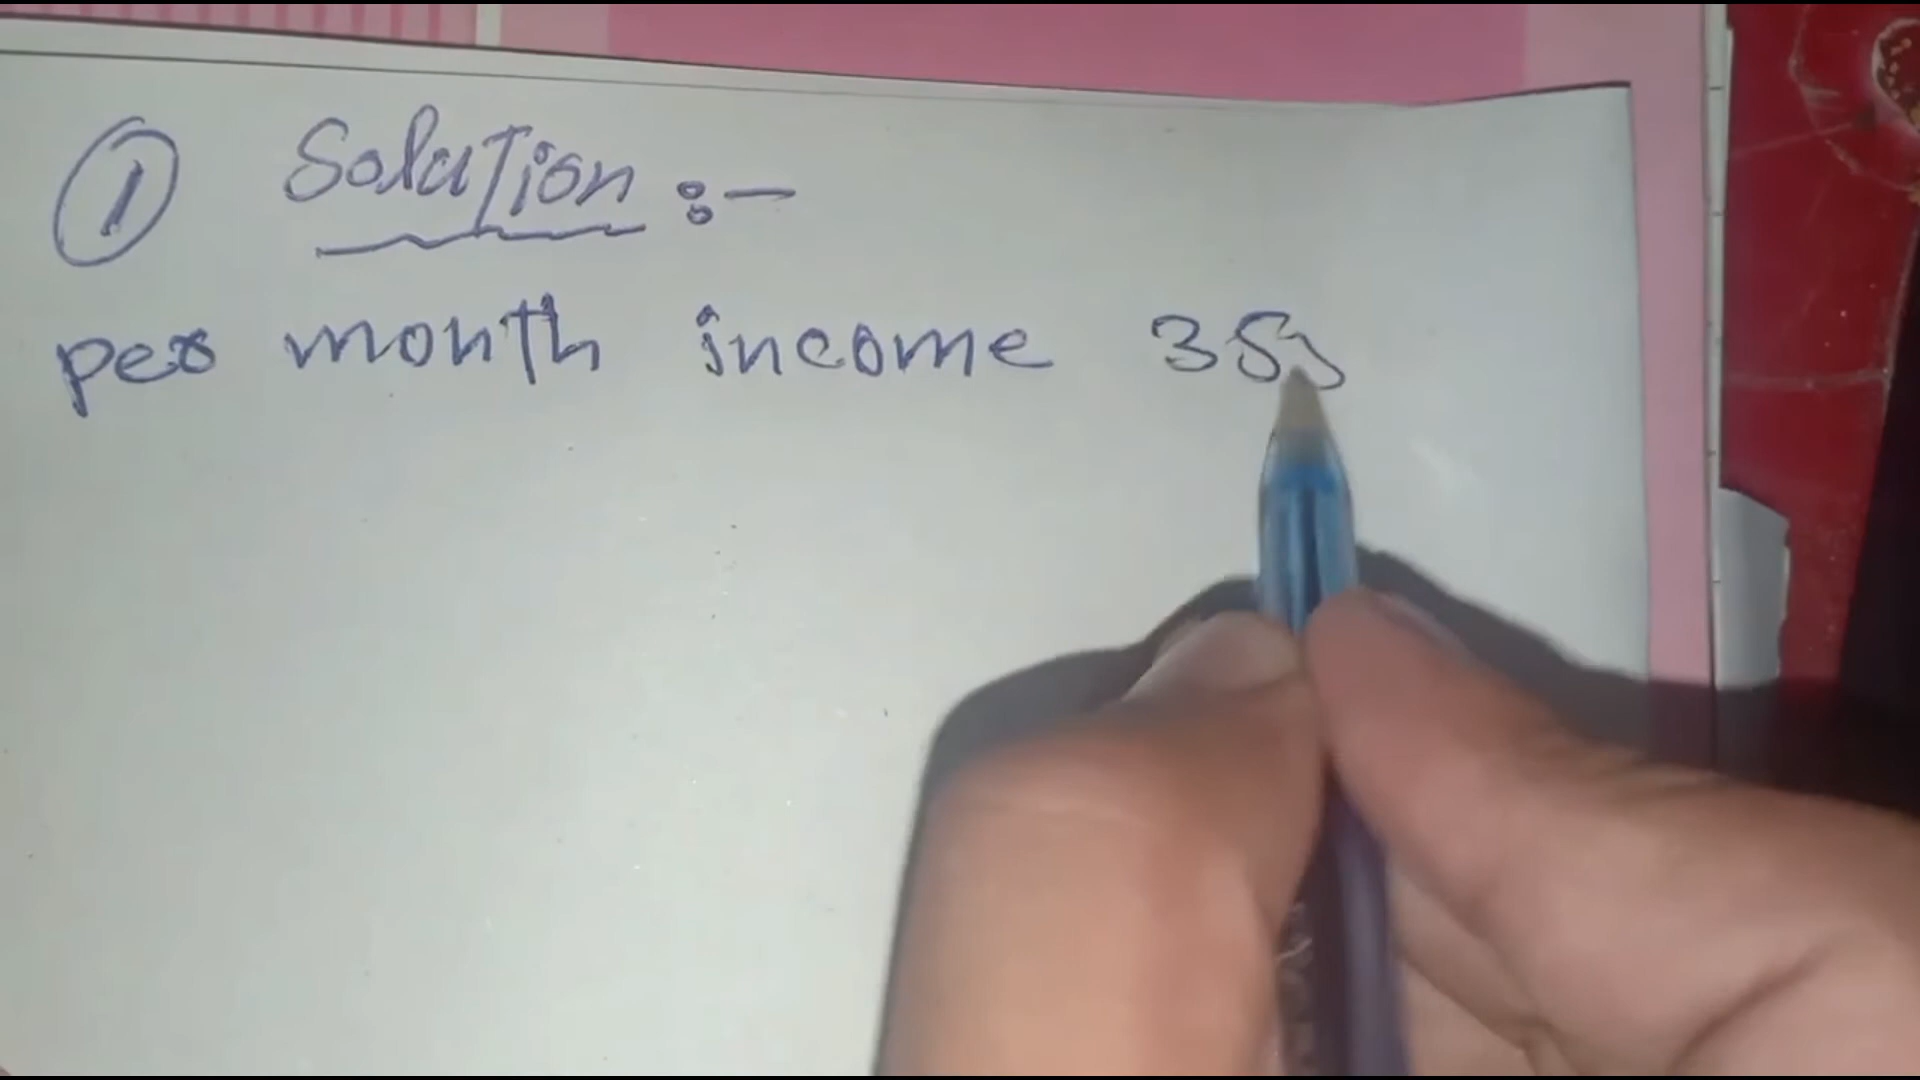 ① Solution :-
per month income 35